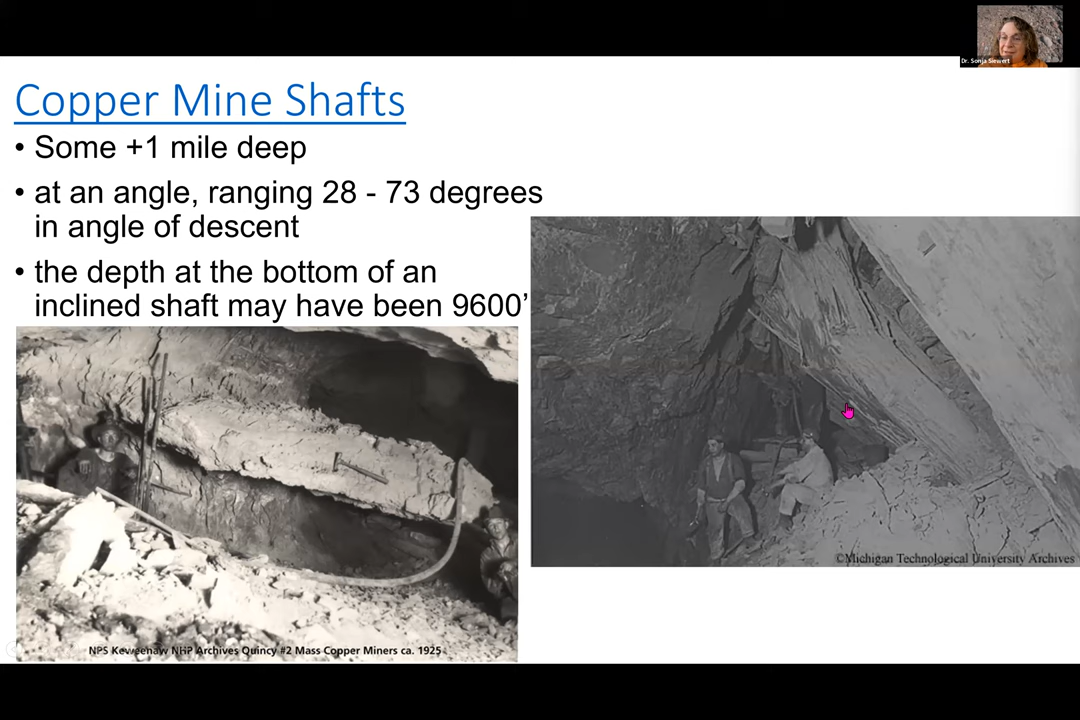 Dr. Sonja Siewert
Copper Mine Shafts
• Some +1 mile deep
• at an angle, ranging 28 - 73 degrees
in angle of descent
• the depth at the bottom of an
inclined shaft may have been 9600’
©Michigan Technological University Archives
NPS Keweenaw NHP Archives Quincy #2 Mass Copper Miners ca. 1925